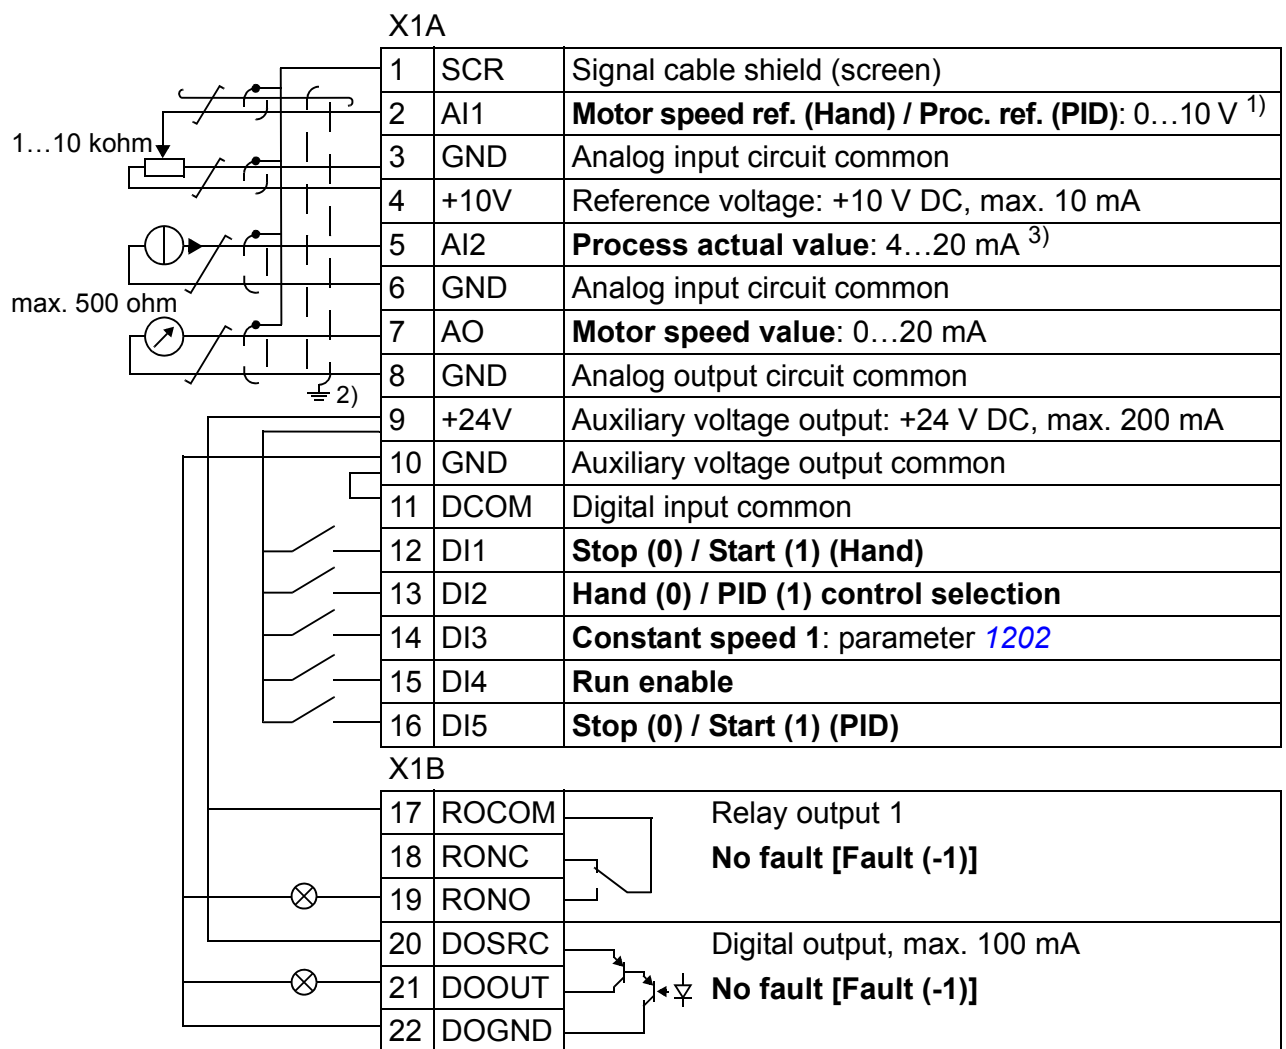 X1A
1 SCR Signal cable shield (screen)
2 AI1 Motor speed ref. (Hand) / Proc. ref. (PID): 0…10 V 1)
1…10 kohm
3 GND Analog input circuit common
4 +10V Reference voltage: +10 V DC, max. 10 mA
5 AI2 Process actual value: 4…20 mA 3)
6 GND Analog input circuit common
max. 500 ohm
7 AO Motor speed value: 0…20 mA
8 GND Analog output circuit common
2)
9 +24V Auxiliary voltage output: +24 V DC, max. 200 mA
10 GND Auxiliary voltage output common
11 DCOM Digital input common
12 DI1 Stop (0) / Start (1) (Hand)
13 DI2 Hand (0) / PID (1) control selection
14 DI3 Constant speed 1: parameter 1202
15 DI4 Run enable
16 DI5 Stop (0) / Start (1) (PID)
X1B
17 ROCOM Relay output 1
18 RONC No fault [Fault (-1)]
19 RONO
20 DOSRC Digital output, max. 100 mA
21 DOOUT No fault [Fault (-1)]
22 DOGND